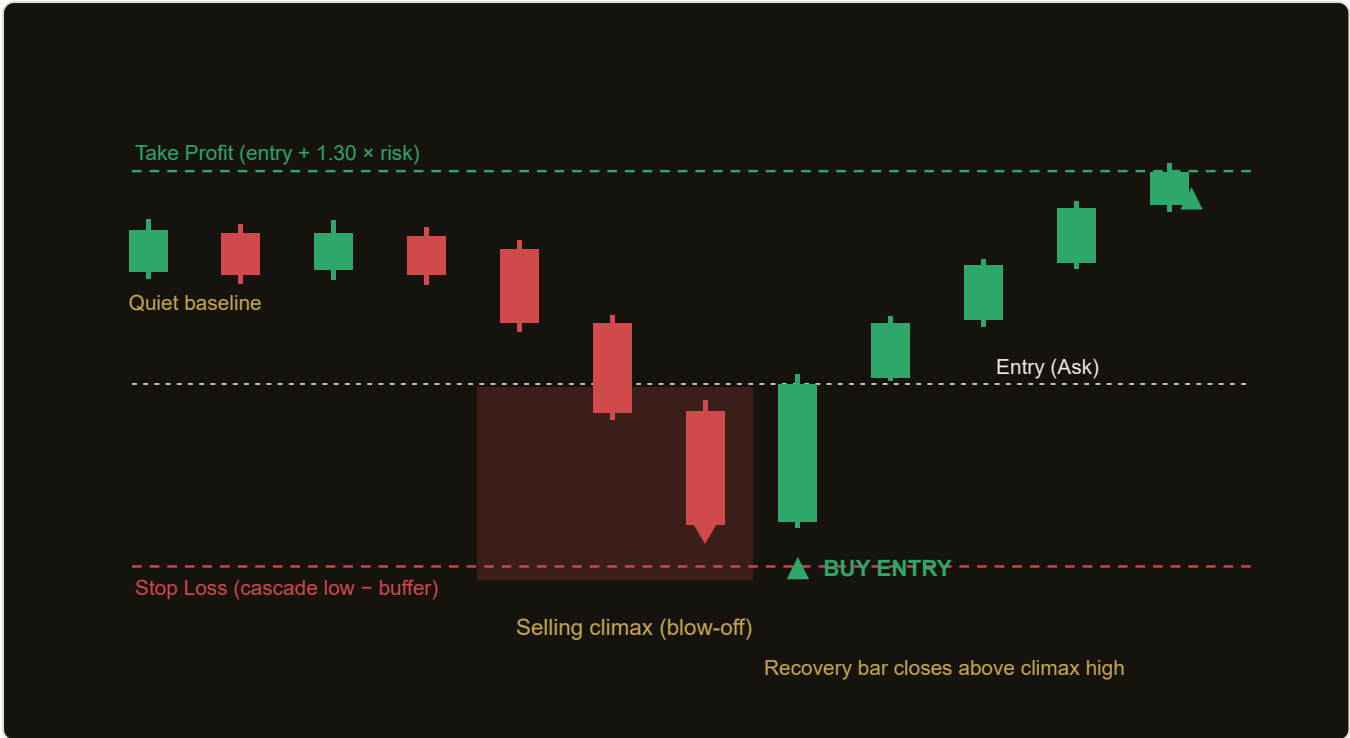 Take Profit (entry + 1.30 × risk)
Quiet baseline
Entry (Ask)
BUY ENTRY
Stop Loss (cascade low − buffer)
Selling climax (blow-off)
Recovery bar closes above climax high